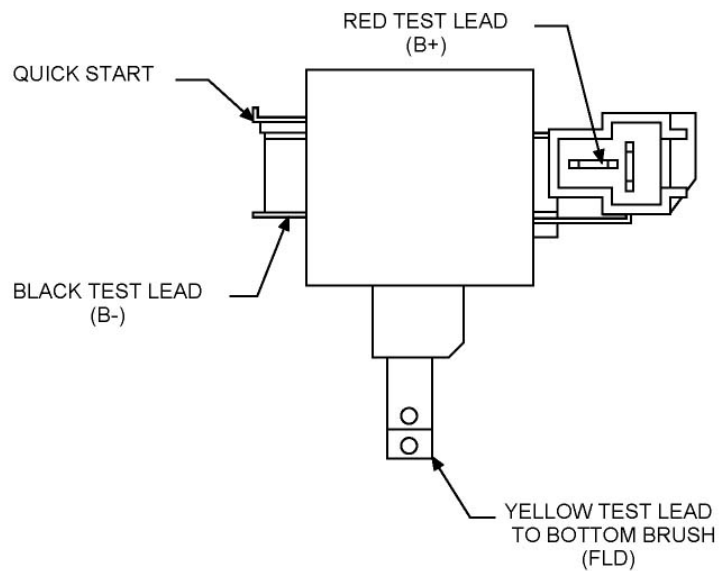 RED TEST LEAD
(B+)
QUICK START
BLACK TEST LEAD
(B-)
YELLOW TEST LEAD
TO BOTTOM BRUSH
(FLD)